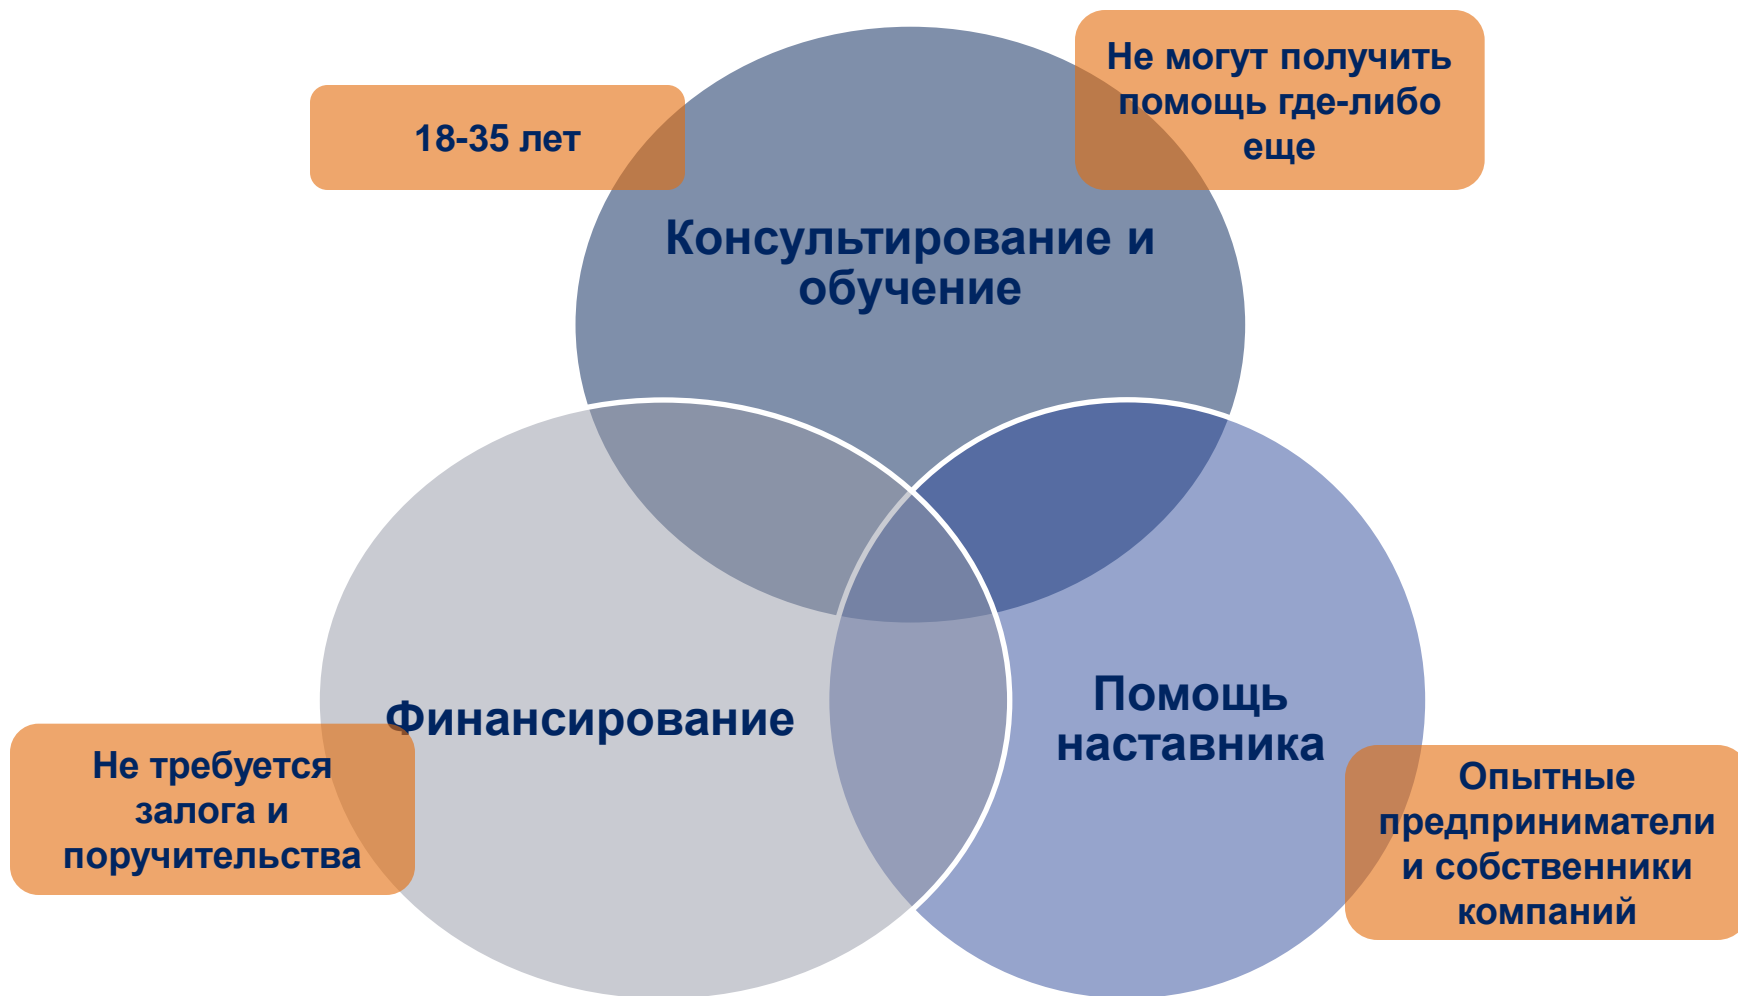 Не могут получить
помощь где-либо
еще
18-35 лет
Консультирование и
обучение
Финансирование
Помощь
наставника
Не требуется
залога и
поручительства
Опытные
предприниматели
и собственники
компаний